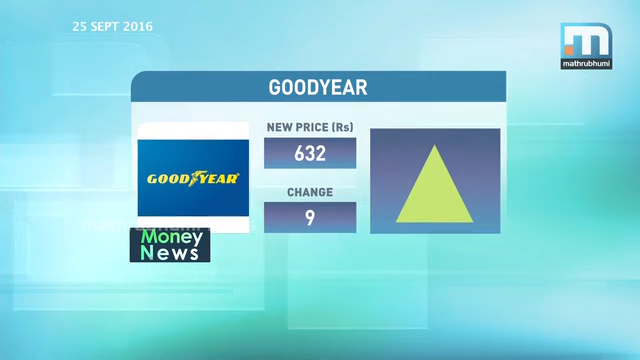 25 SEPT 2016
mathrubhumi
GOODYEAR
NEW PRICE (Rs)
632
GOODYEAR
CHANGE
9
Money
News